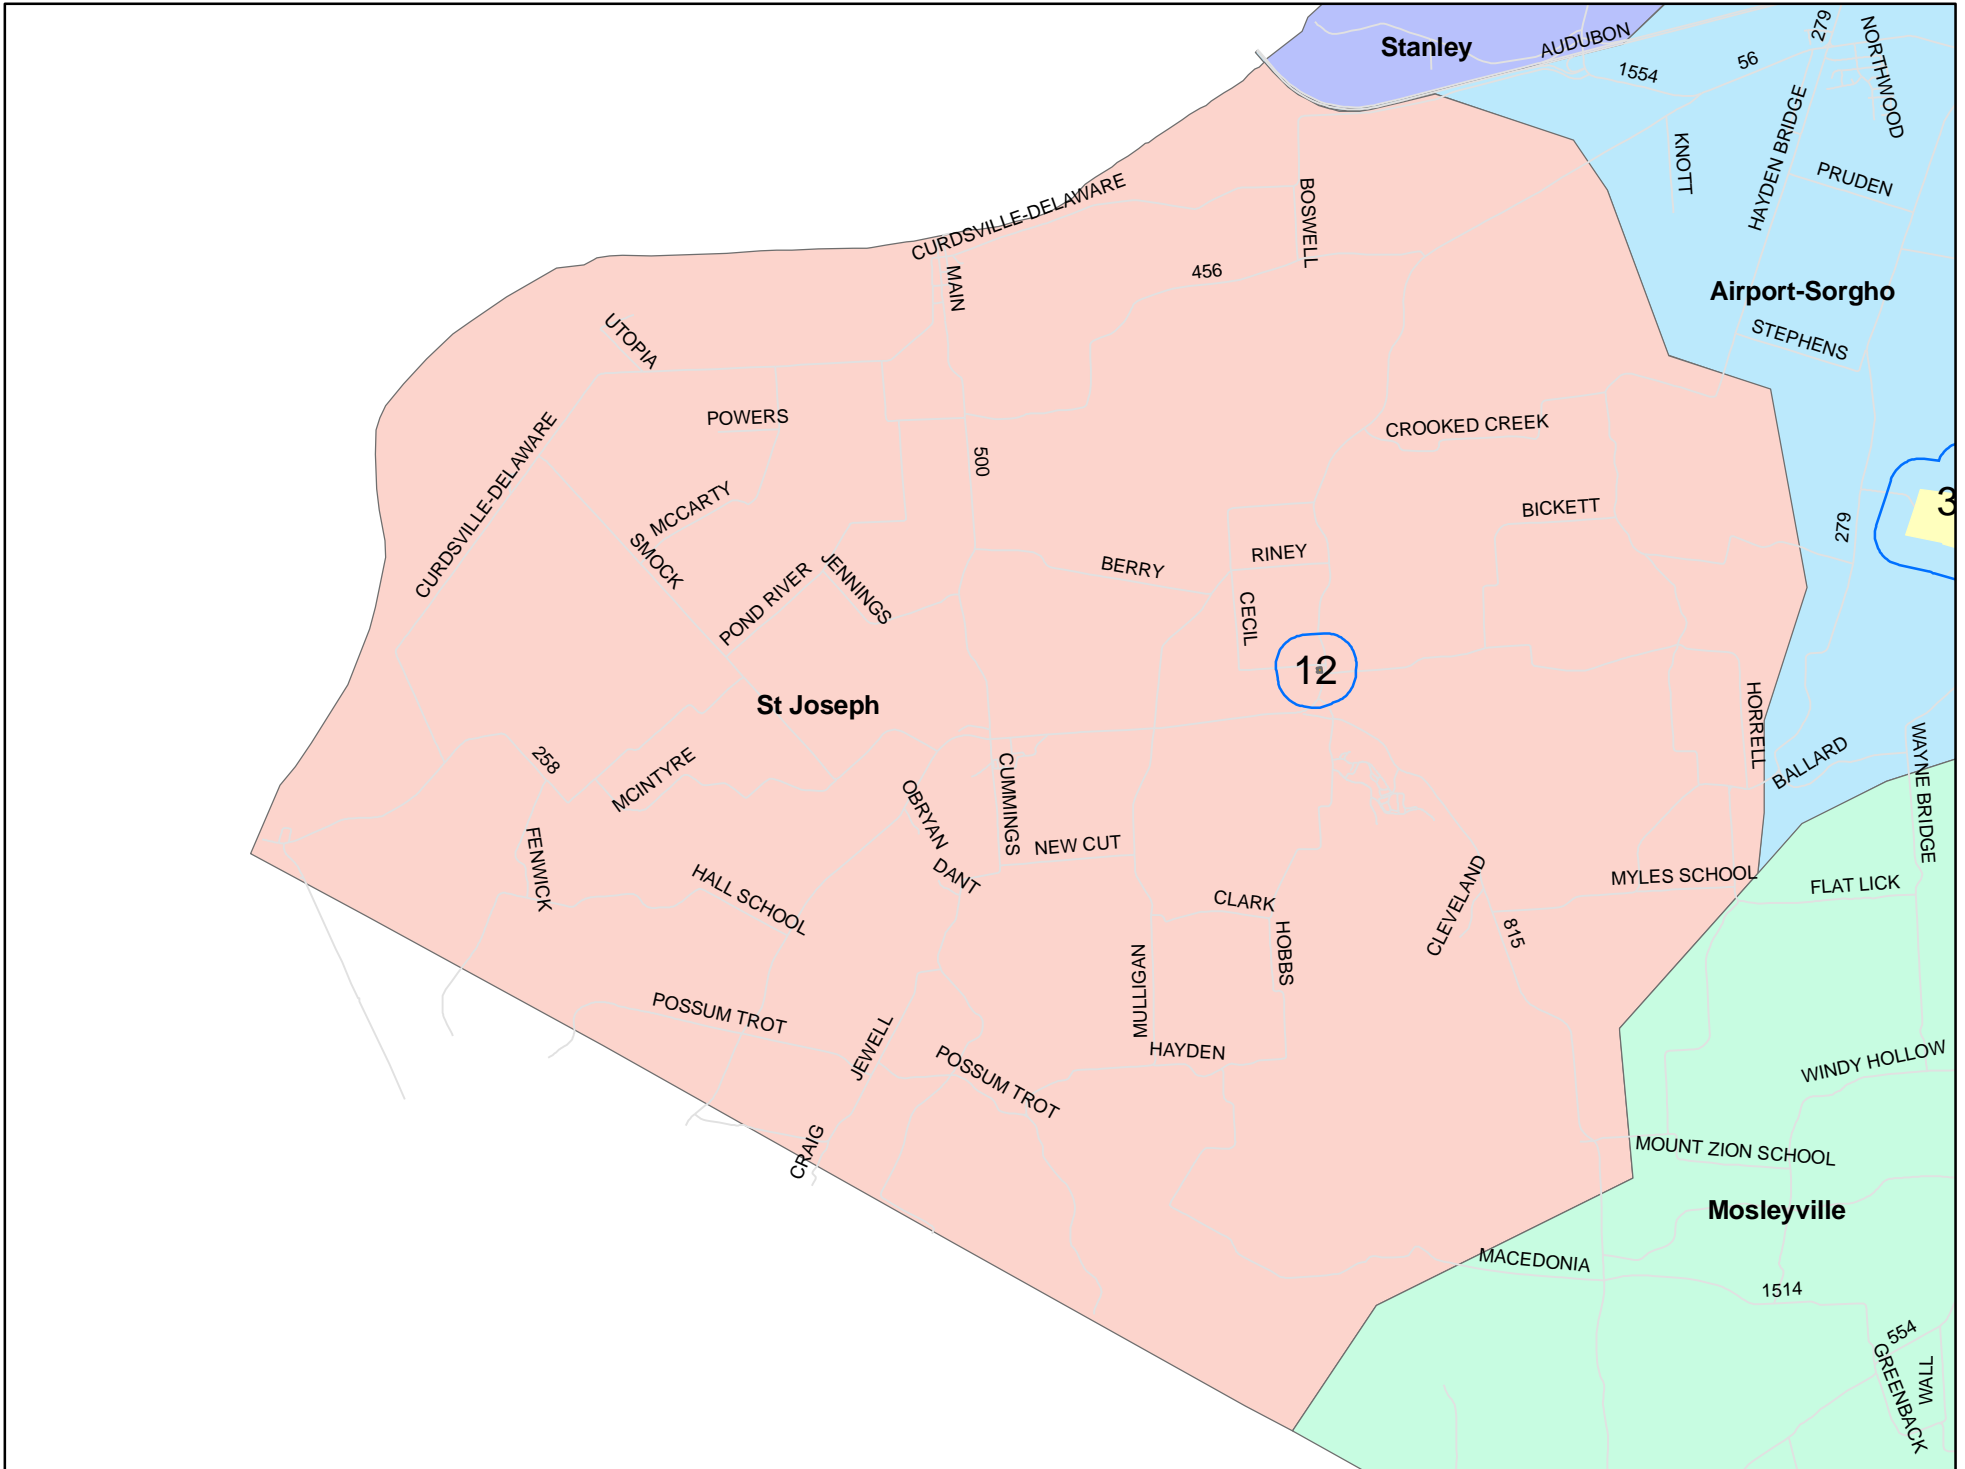 Stanley
AUDUBON
279
NORTHWOOD
1554
56
HAYDEN BRIDGE
KNOTT
PRUDEN
CURDSVILLE-DELAWARE
BOSWELL
MAIN
456
Airport-Sorgho
STEPHENS
UTOPIA
POWERS
CURDSVILLE-DELAWARE
CROOKED CREEK
500
MCCARTY
BICKETT
3
279
SMOCK
POND RIVER
JENNINGS
BERRY
RINEY
CECIL
12
St Joseph
HORRELL
BALLARD
WAYNE BRIDGE
258
MCINTYRE
OBRYAN
CUMMINGS
NEW CUT
FENWICK
HALL SCHOOL
DANT
CLARK
CLEVELAND
MYLES SCHOOL
FLAT LICK
815
HOBBS
MULLIGAN
POSSUM TROT
JEWELL
HAYDEN
POSSUM TROT
WINDY HOLLOW
CRAIG
MOUNT ZION SCHOOL
Mosleyville
MACEDONIA
1514
554
GREENBACK
WALL